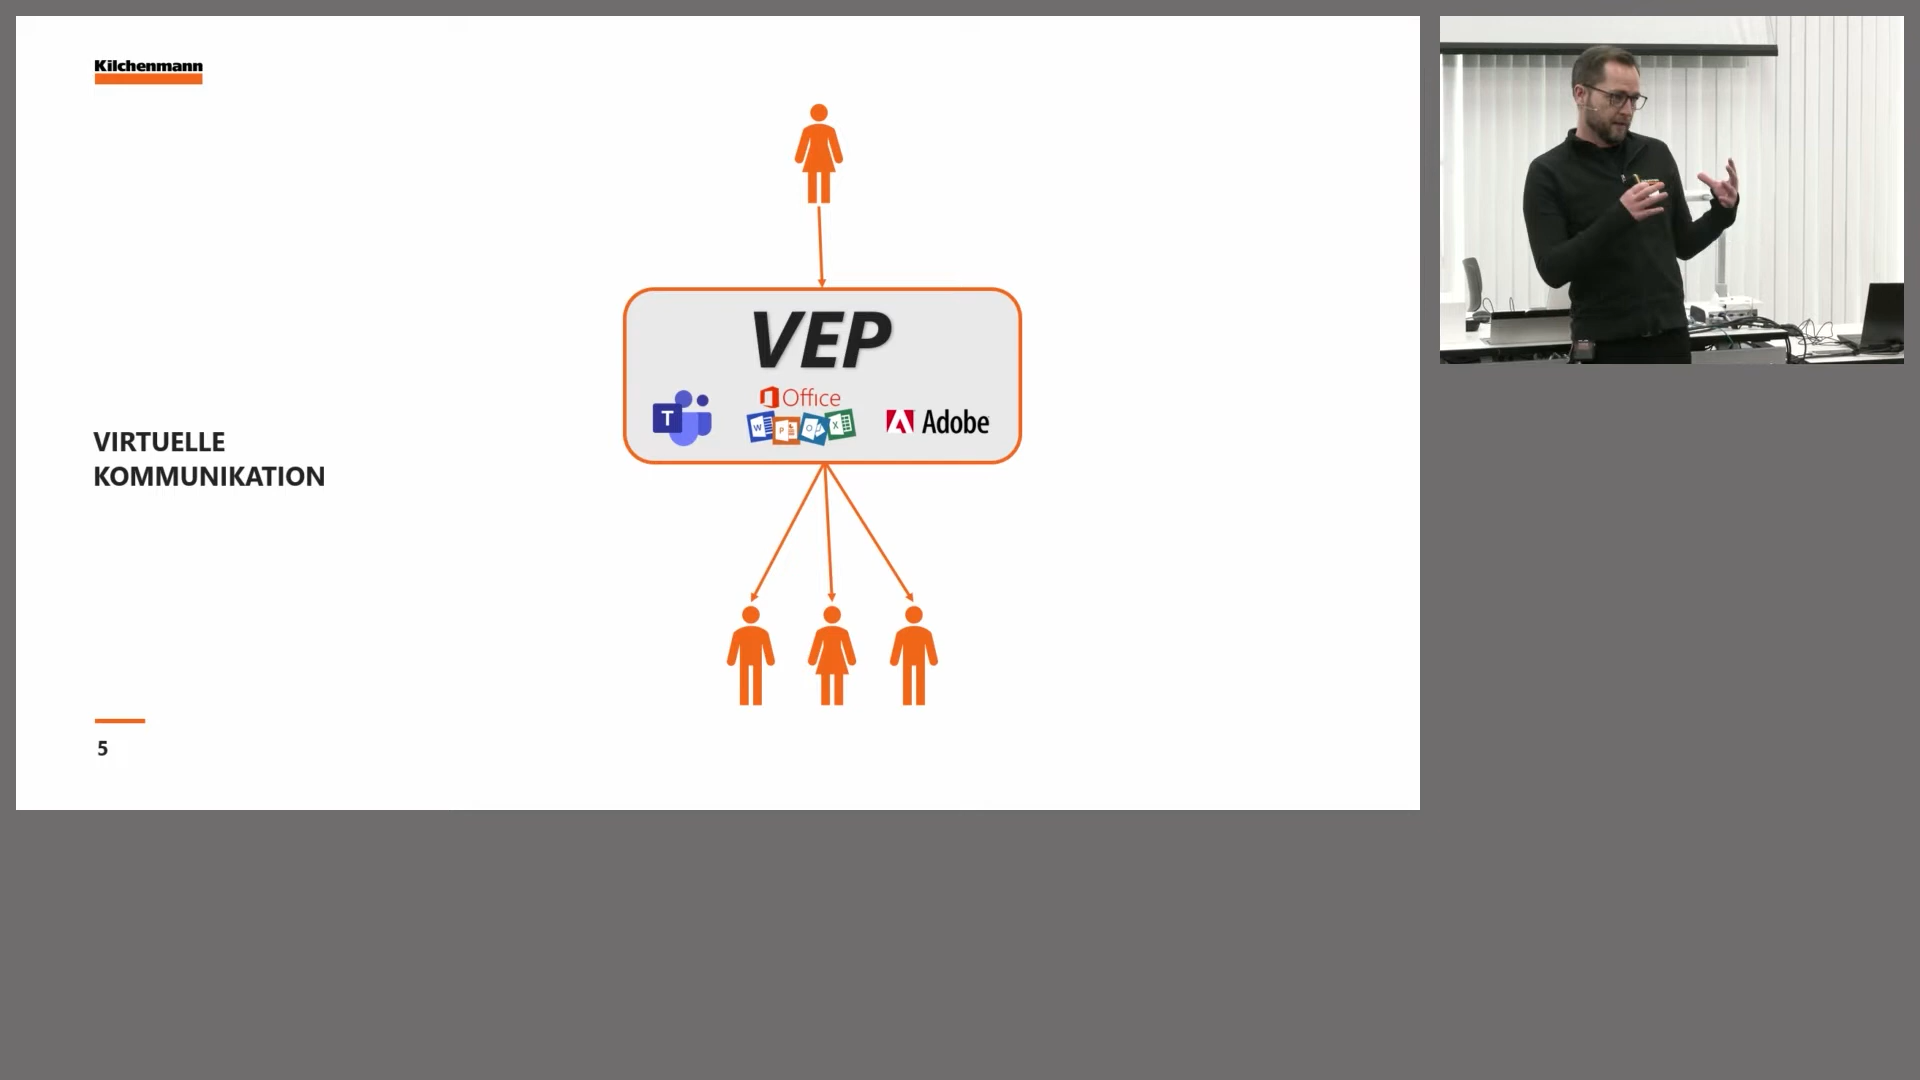 Kilchenmann
VEP
T
Office
W
P
O
X
Adobe
VIRTUELLE
KOMMUNIKATION
5